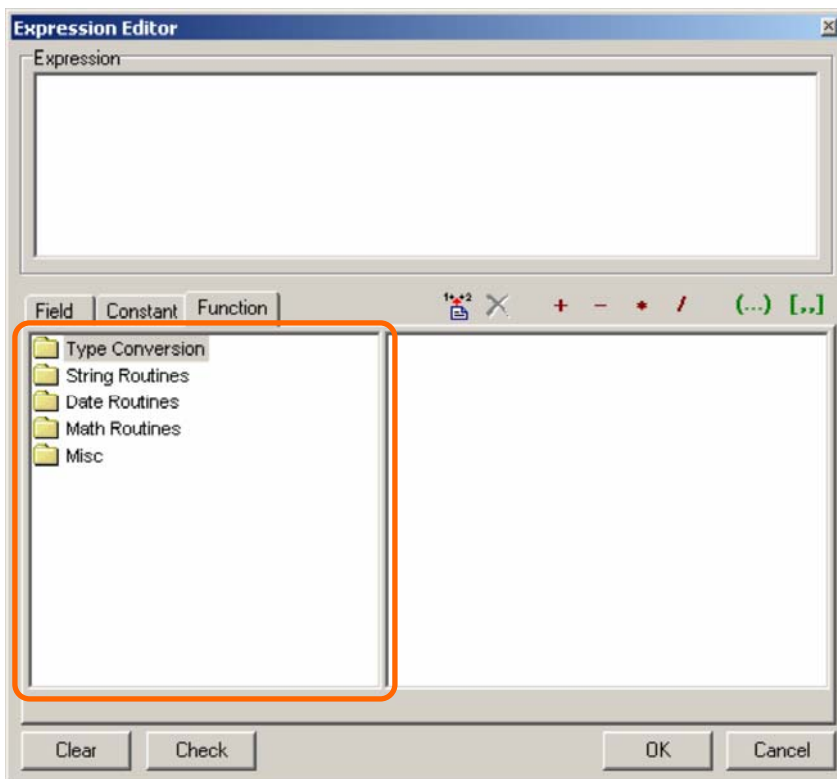 Expression Editor
Expression
Field Constant Function + - * / (...) [,,]
Type Conversion
String Routines
Date Routines
Math Routines
Misc
Clear Check OK Cancel